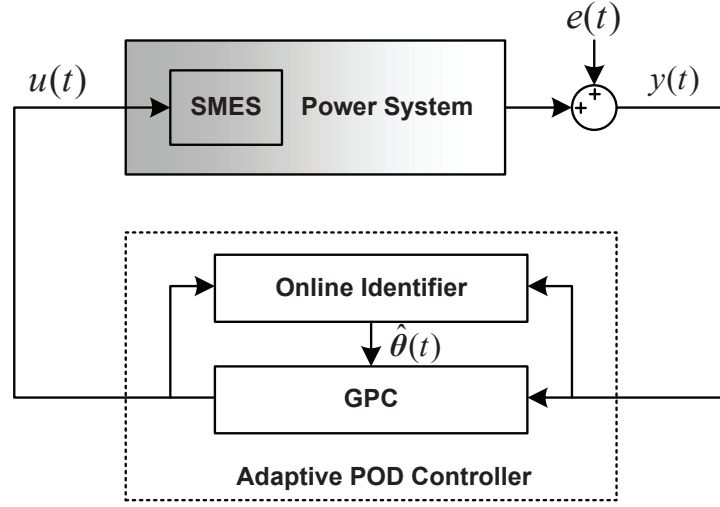 e(t)
u(t)
SMES
Power System
+
+
y(t)
Online Identifier
θ̂(t)
GPC
Adaptive POD Controller